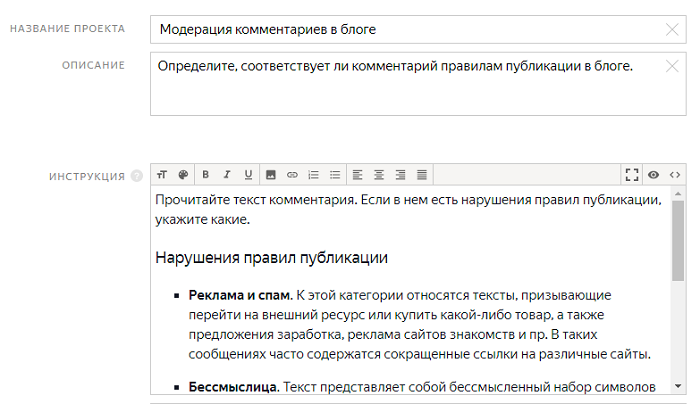 НАЗВАНИЕ ПРОЕКТА
Модерация комментариев в блоге
ОПИСАНИЕ
Определите, соответствует ли комментарий правилам публикации в блоге.
ИНСТРУКЦИЯ ?
тТ B I U
Прочитайте текст комментария. Если в нем есть нарушения правил публикации,
укажите какие.
Нарушения правил публикации
Реклама и спам. К этой категории относятся тексты, призывающие
перейти на внешний ресурс или купить какой-либо товар, а также
предложения заработка, реклама сайтов знакомств и пр. В таких
сообщениях часто содержатся сокращенные ссылки на различные сайты.
Бессмыслица. Текст представляет собой бессмысленный набор символов